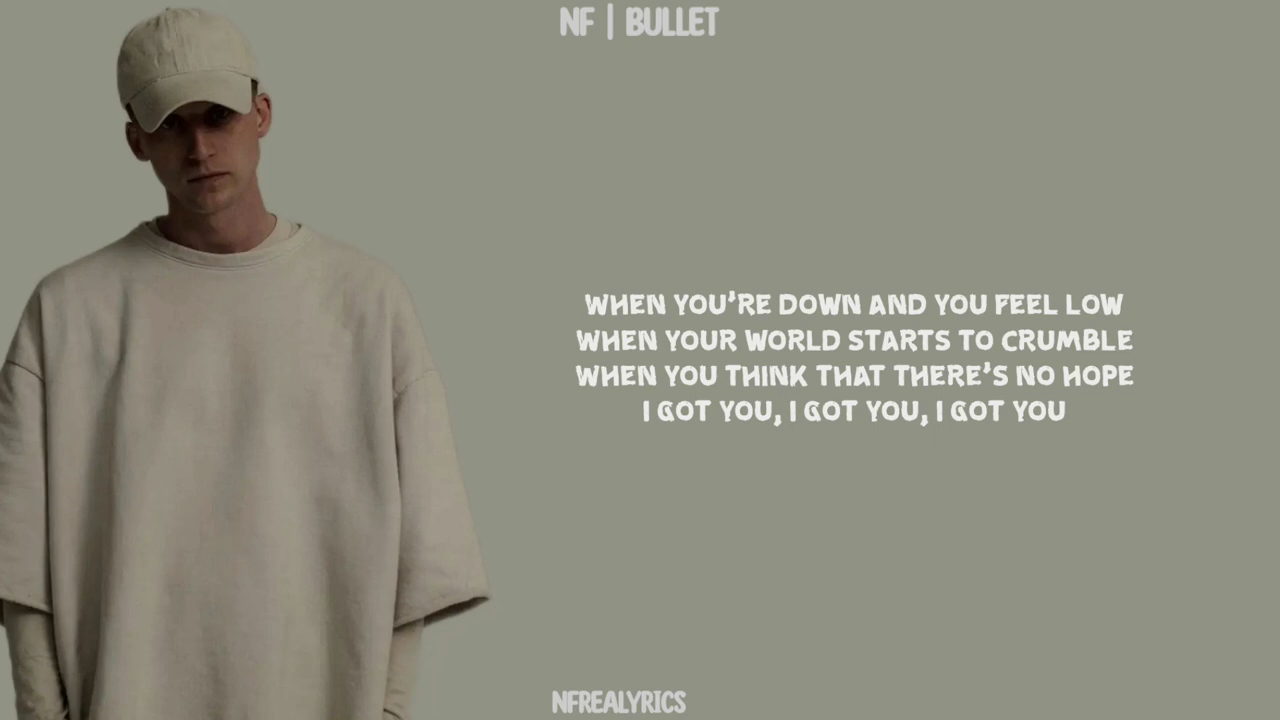 NF | BULLET
WHEN YOU'RE DOWN AND YOU FEEL LOW
WHEN YOUR WORLD STARTS TO CRUMBLE
WHEN YOU THINK THAT THERE'S NO HOPE
I GOT YOU, I GOT YOU, I GOT YOU
NFREALYRICS